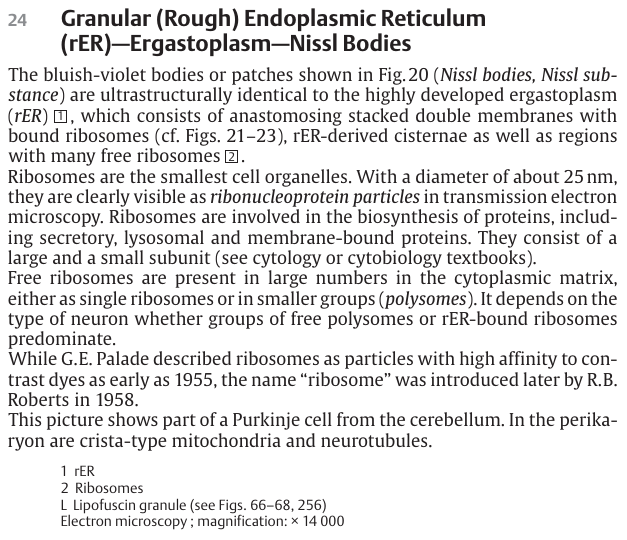 24 Granular (Rough) Endoplasmic Reticulum
(rER)—Ergastoplasm—Nissl Bodies
The bluish-violet bodies or patches shown in Fig. 20 (Nissl bodies, Nissl sub-
stance) are ultrastructurally identical to the highly developed ergastoplasm
(rER) 1, which consists of anastomosing stacked double membranes with
bound ribosomes (cf. Figs. 21–23), rER-derived cisternae as well as regions
with many free ribosomes 2.
Ribosomes are the smallest cell organelles. With a diameter of about 25 nm,
they are clearly visible as ribonucleoprotein particles in transmission electron
microscopy. Ribosomes are involved in the biosynthesis of proteins, includ-
ing secretory, lysosomal and membrane-bound proteins. They consist of a
large and a small subunit (see cytology or cytobiology textbooks).
Free ribosomes are present in large numbers in the cytoplasmic matrix,
either as single ribosomes or in smaller groups (polysomes). It depends on the
type of neuron whether groups of free polysomes or rER-bound ribosomes
predominate.
While G.E. Palade described ribosomes as particles with high affinity to con-
trast dyes as early as 1955, the name “ribosome” was introduced later by R.B.
Roberts in 1958.
This picture shows part of a Purkinje cell from the cerebellum. In the perika-
ryon are crista-type mitochondria and neurotubules.
1 rER
2 Ribosomes
L Lipofuscin granule (see Figs. 66–68, 256)
Electron microscopy ; magnification: × 14 000